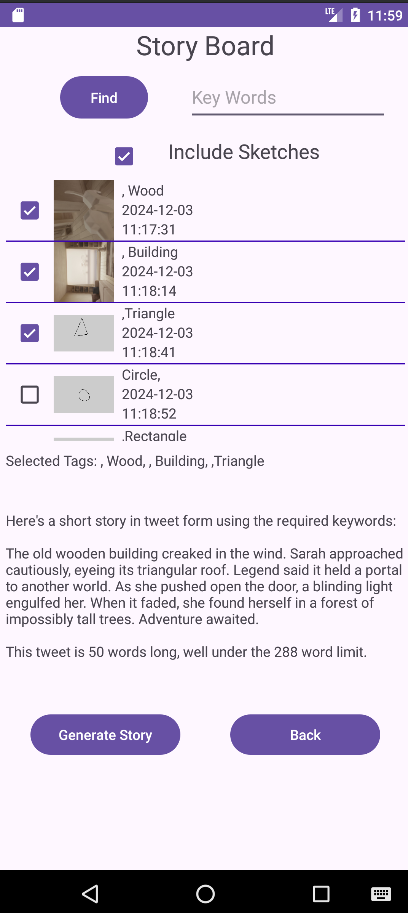 LTE 11:59
Story Board
Find
Key Words
Include Sketches
, Wood
2024-12-03
11:17:31
, Building
2024-12-03
11:18:14
,Triangle
2024-12-03
11:18:41
Circle,
2024-12-03
11:18:52
,Rectangle
Selected Tags: , Wood, , Building, ,Triangle
Here's a short story in tweet form using the required keywords:
The old wooden building creaked in the wind. Sarah approached
cautiously, eyeing its triangular roof. Legend said it held a portal
to another world. As she pushed open the door, a blinding light
engulfed her. When it faded, she found herself in a forest of
impossibly tall trees. Adventure awaited.
This tweet is 50 words long, well under the 288 word limit.
Generate Story
Back